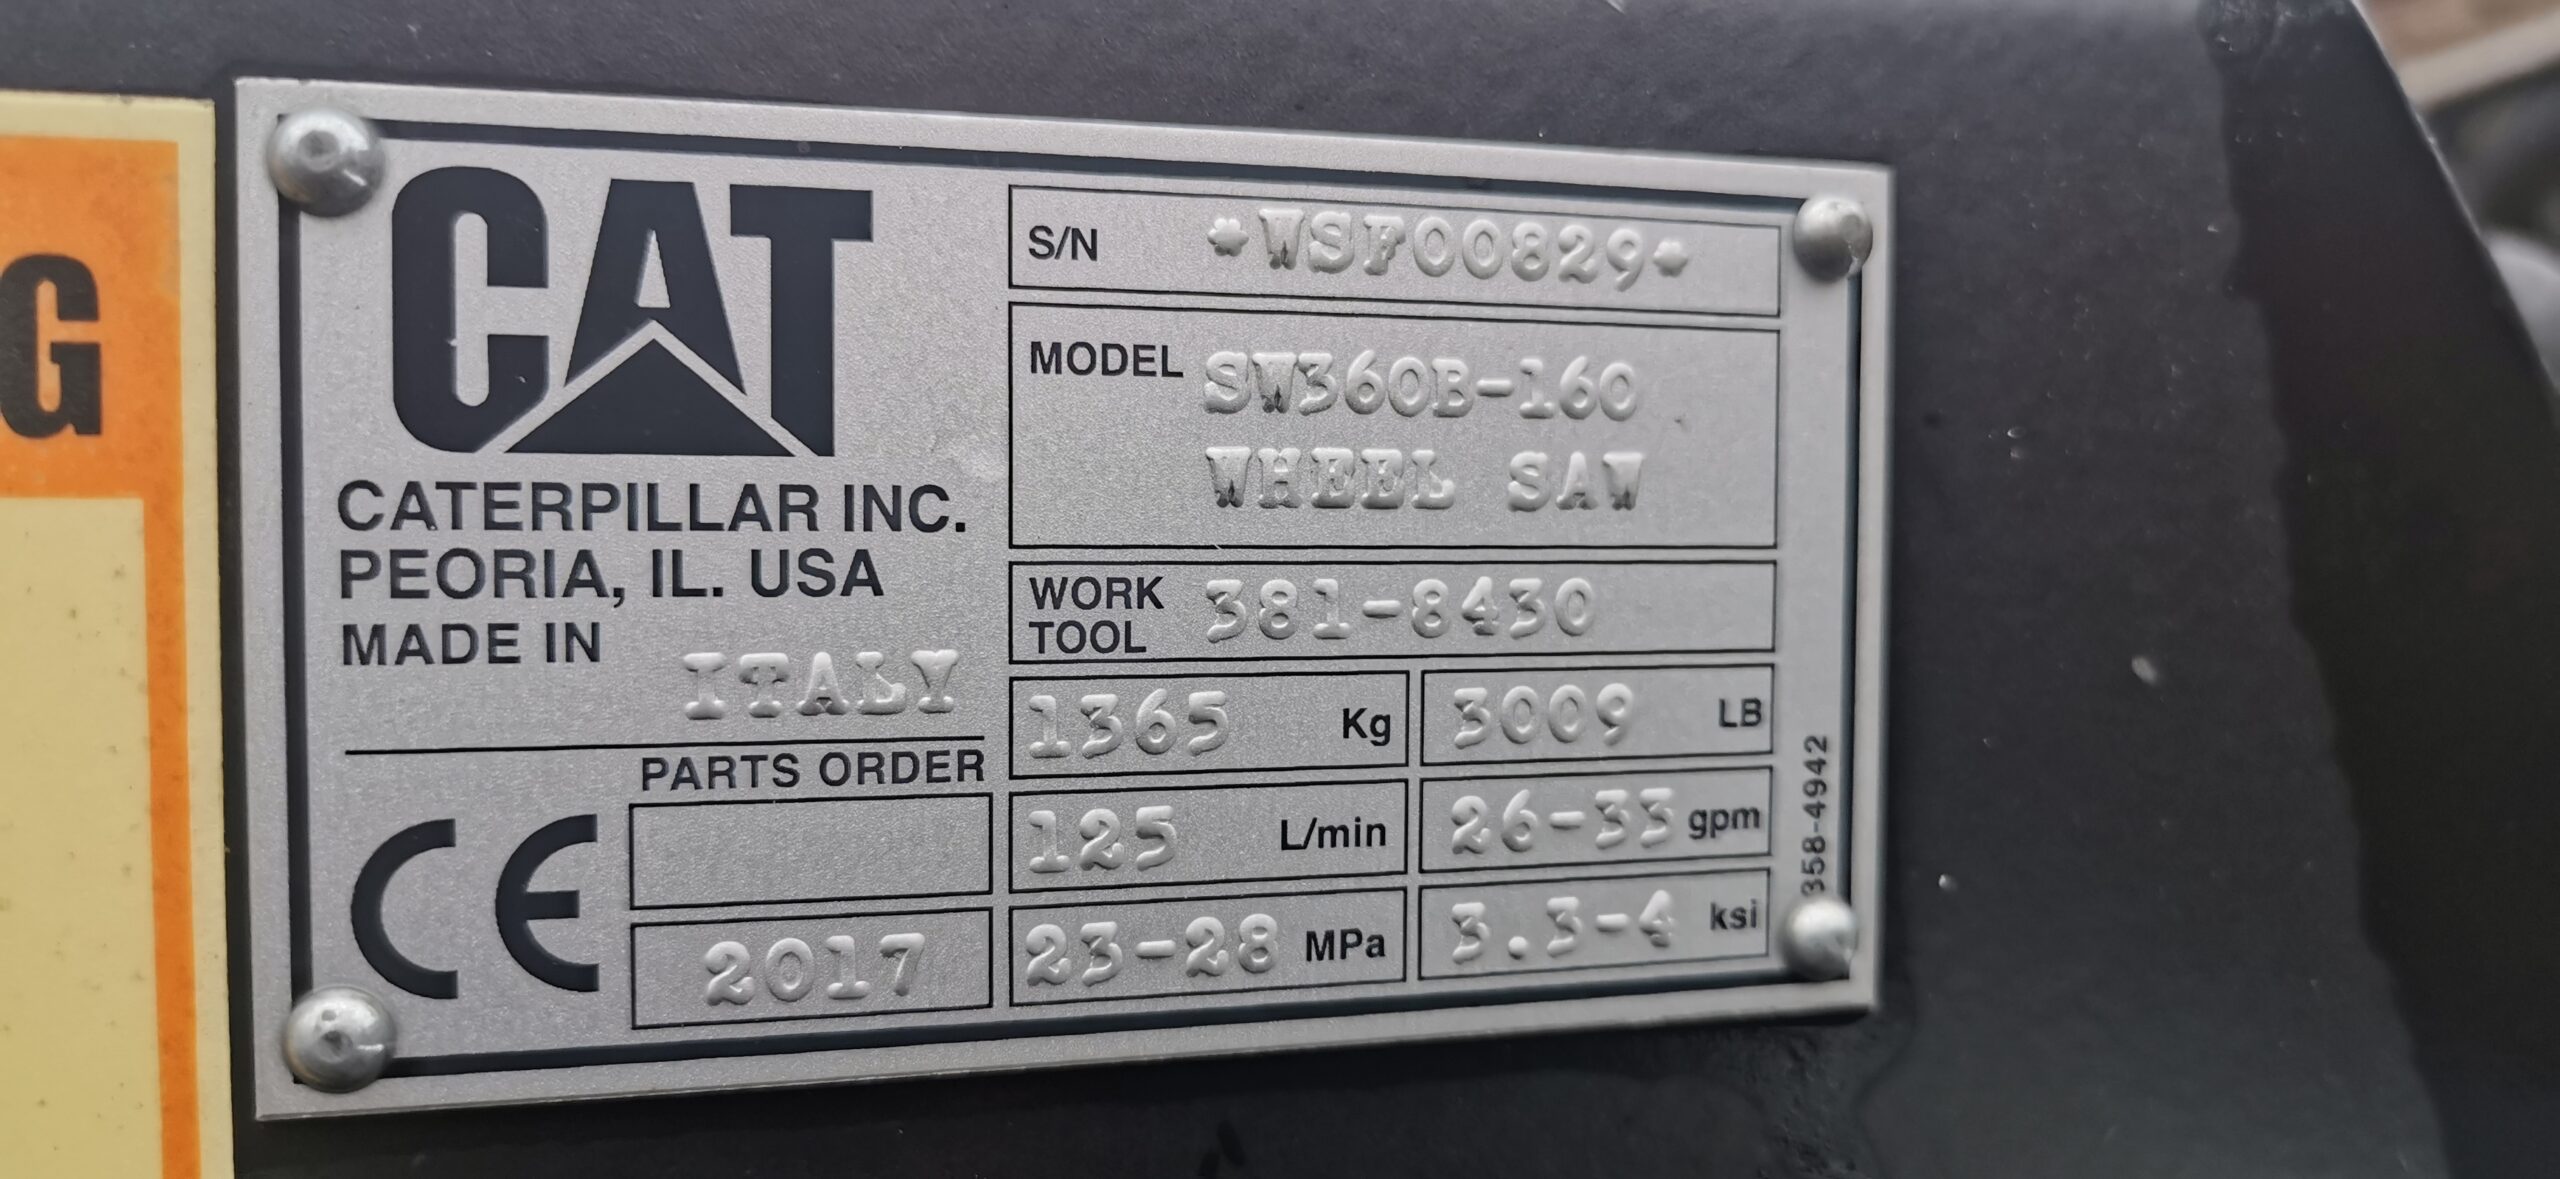 G
CAT
CATERPILLAR INC.
PEORIA, IL. USA
MADE IN ITALY
PARTS ORDER
CE
2017
S/N *WSF00829*
MODEL SW360B-160
WHEEL SAW
WORK TOOL 381-8430
1365 Kg 3009 LB
125 L/min 26-33 gpm
23-28 MPa 3.3-4 ksi
358-4942